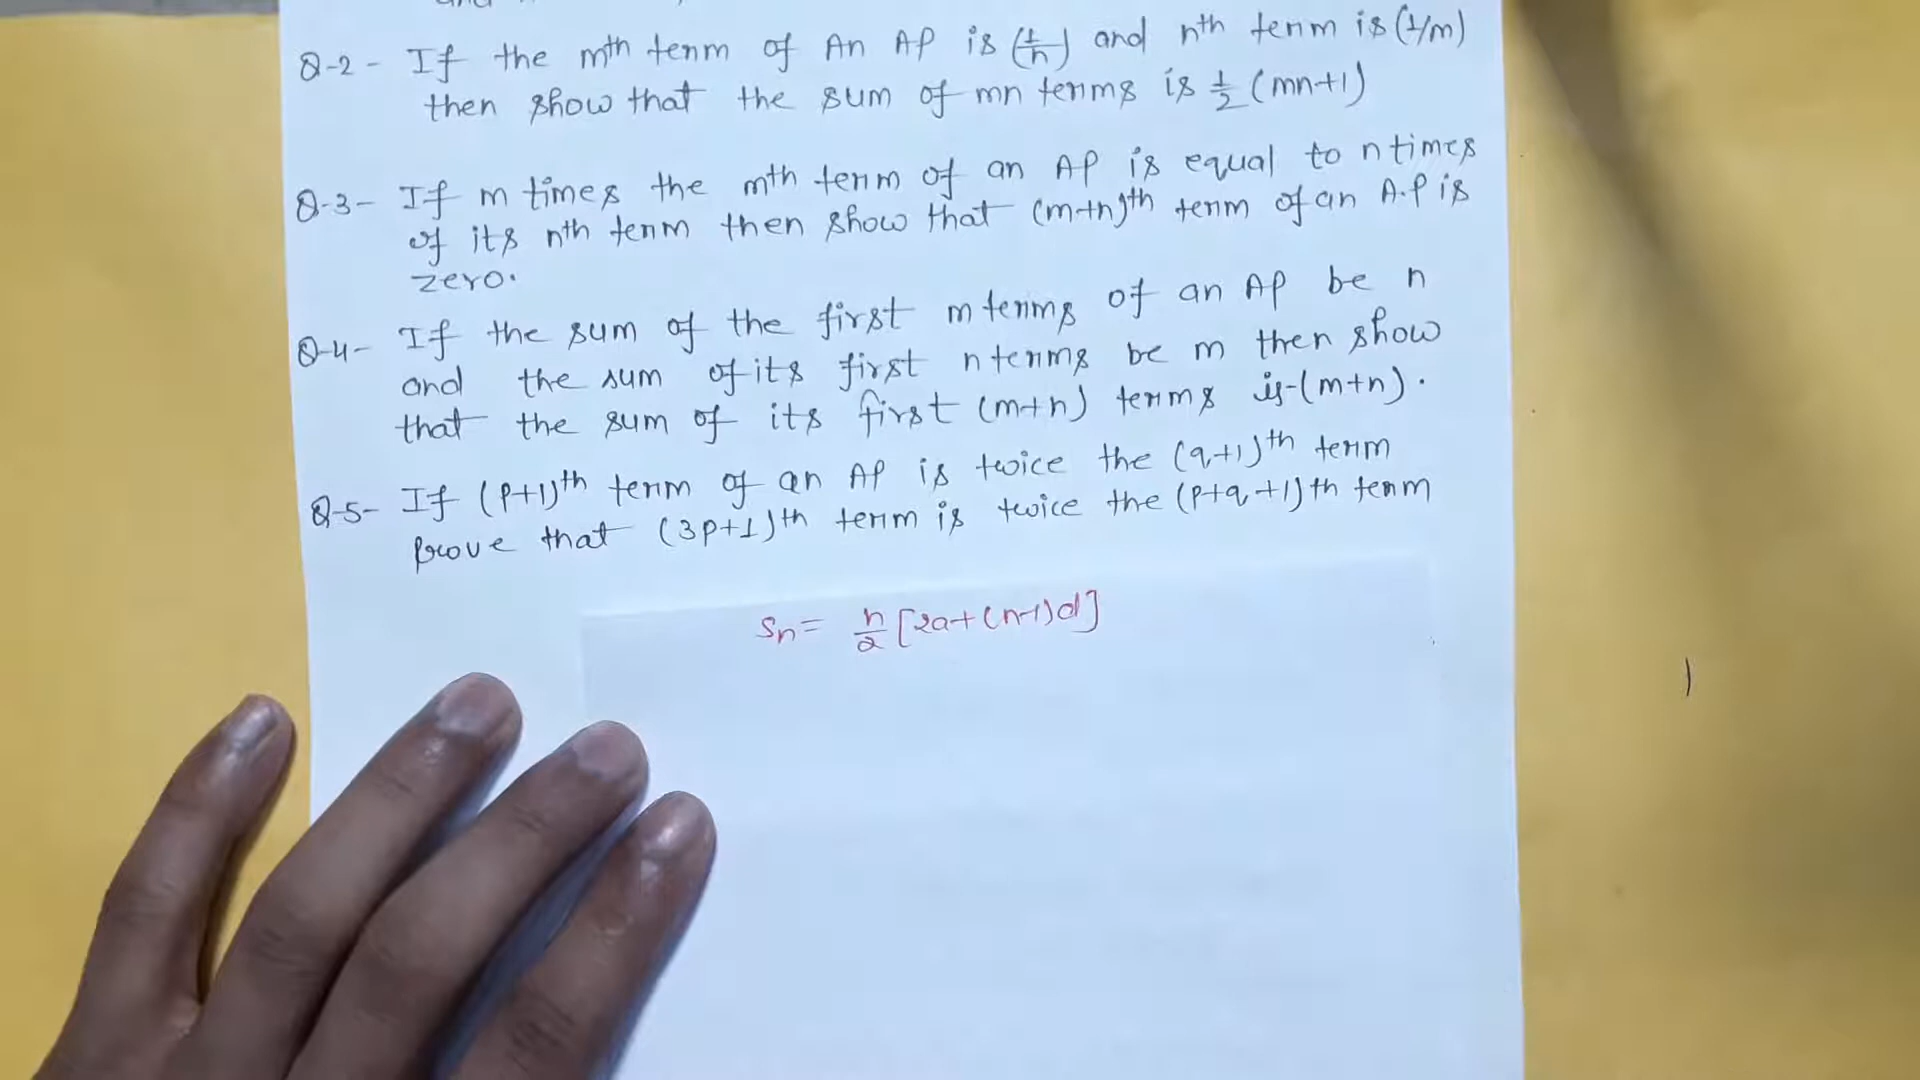 Q-2- If the mth term of An AP is (1/n) and nth term is (1/m)
then show that the sum of mn terms is 1/2 (mn+1)
Q-3- If m times the mth term of an AP is equal to n times
of its nth term then show that (m+n)th term of an A.P is
zero.
Q-4- If the sum of the first m terms of an AP be n
and the sum of its first n terms be m then show
that the sum of its first (m+n) terms is -(m+n).
Q-5- If (p+1)th term of an AP is twice the (q+1)th term
prove that (3p+1)th term is twice the (p+q+1)th term
Sn = n/2 [2a+(n-1)d]